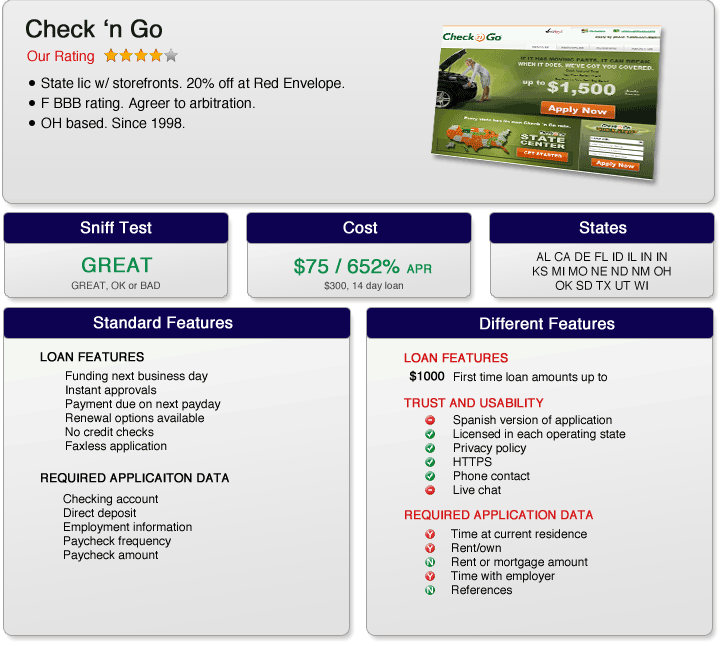 Check ‘n Go
Our Rating
State lic w/ storefronts. 20% off at Red Envelope.
F BBB rating. Agreer to arbitration.
OH based. Since 1998.
Check 'n Go
IF IT HAS MOVING PARTS, IT CAN BREAK.
WHEN IT DOES, WE'VE GOT YOU COVERED.
up to $1,500
Apply Now
Every state has its own Check 'n Go rate.
STATE
CENTER
GET STARTED
Apply Now
Sniff Test
GREAT
GREAT, OK or BAD
Cost
$75 / 652% APR
$300, 14 day loan
States
AL CA DE FL ID IL IN IN
KS MI MO NE ND NM OH
OK SD TX UT WI
Standard Features
LOAN FEATURES
Funding next business day
Instant approvals
Payment due on next payday
Renewal options available
No credit checks
Faxless application
REQUIRED APPLICAITON DATA
Checking account
Direct deposit
Employment information
Paycheck frequency
Paycheck amount
Different Features
LOAN FEATURES
$1000 First time loan amounts up to
TRUST AND USABILITY
Spanish version of application
Licensed in each operating state
Privacy policy
HTTPS
Phone contact
Live chat
REQUIRED APPLICATION DATA
Y Time at current residence
Y Rent/own
N Rent or mortgage amount
Y Time with employer
N References